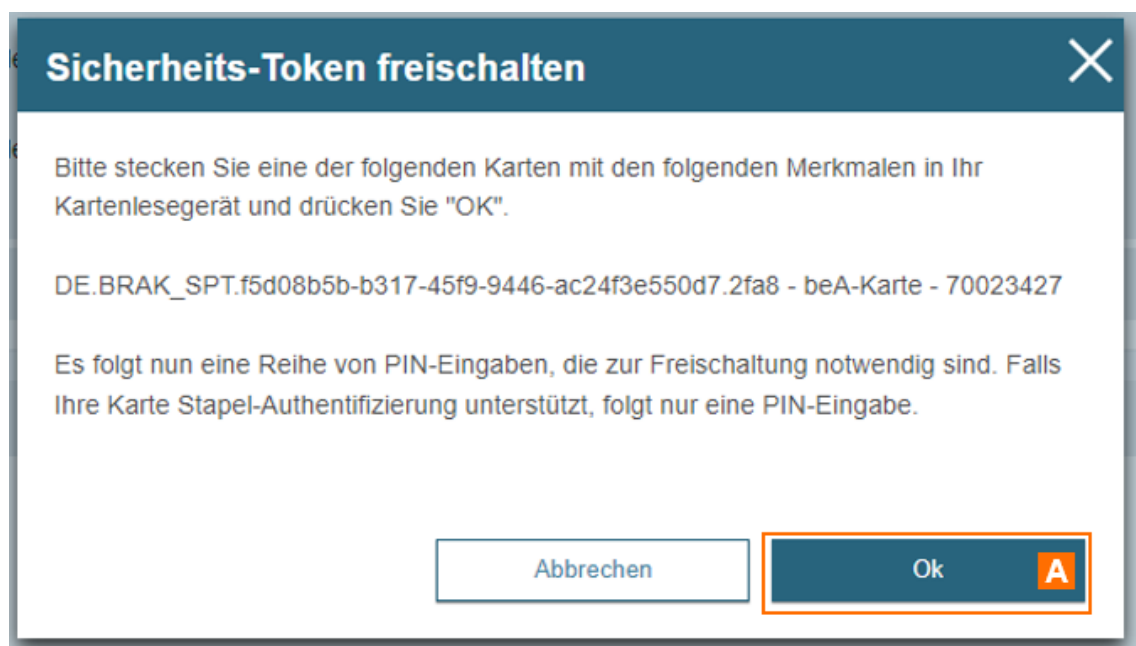 Sicherheits-Token freischalten
Bitte stecken Sie eine der folgenden Karten mit den folgenden Merkmalen in Ihr
Kartenlesegerät und drücken Sie "OK".
DE.BRAK_SPT.f5d08b5b-b317-45f9-9446-ac24f3e550d7.2fa8 - beA-Karte - 70023427
Es folgt nun eine Reihe von PIN-Eingaben, die zur Freischaltung notwendig sind. Falls
Ihre Karte Stapel-Authentifizierung unterstützt, folgt nur eine PIN-Eingabe.
Abbrechen
Ok
A